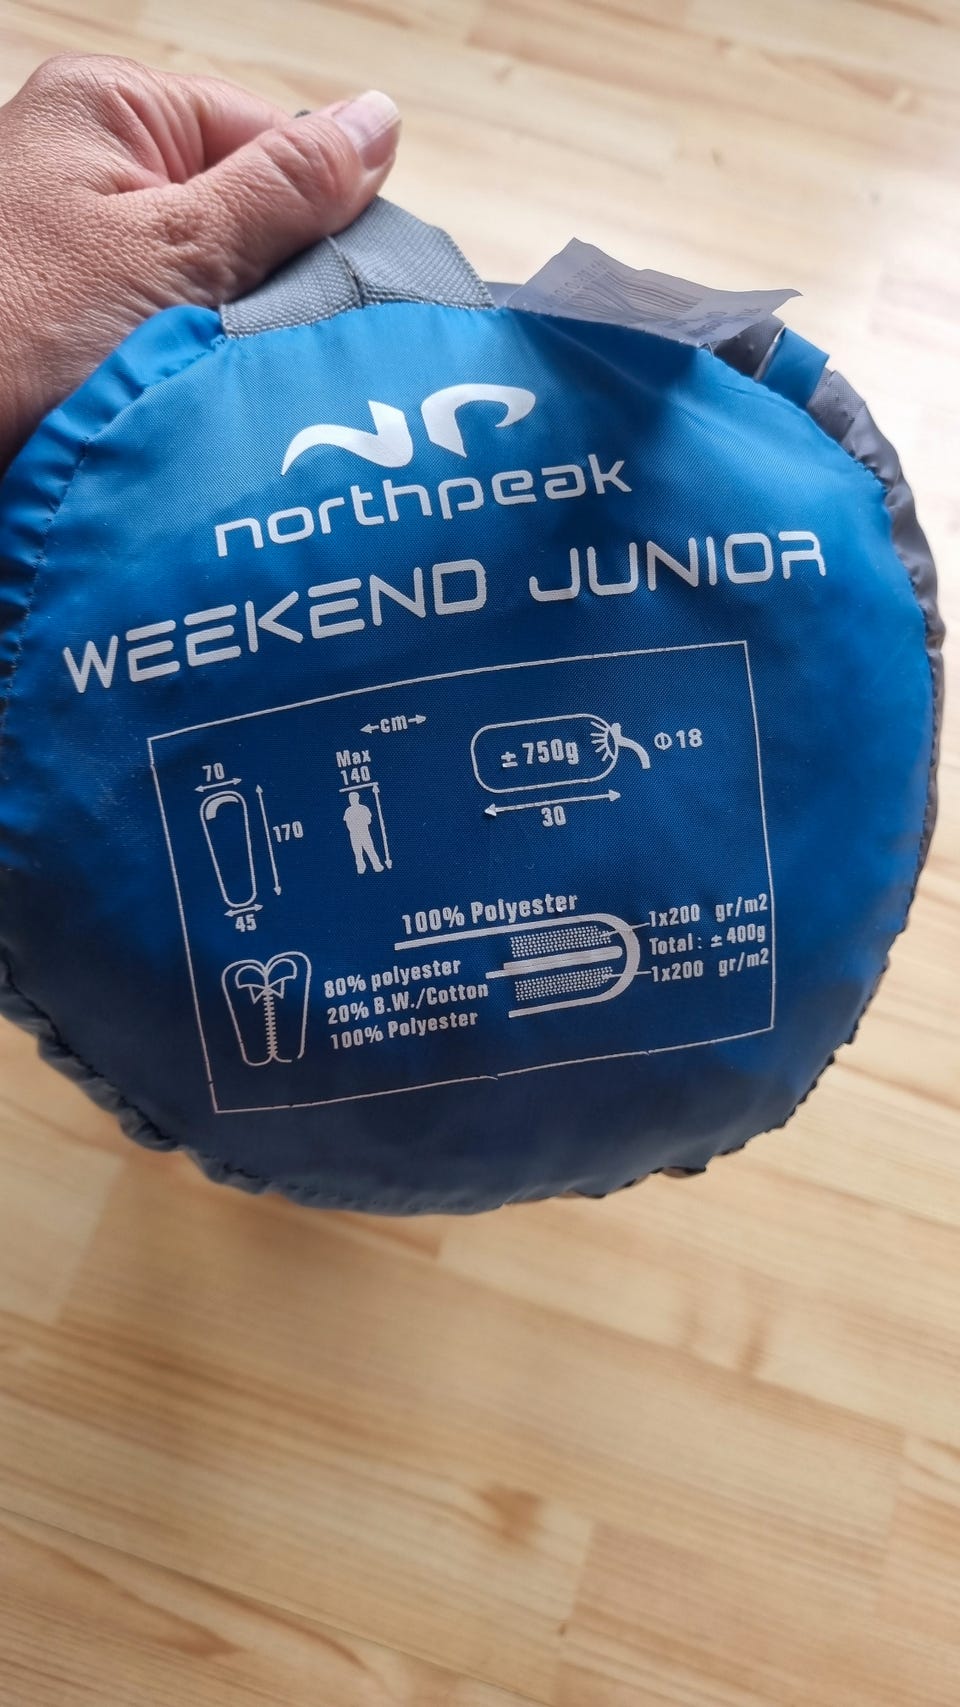 NP
northpeak
WEEKEND JUNIOR
cm
70
170
45
Max
140
± 750g
Φ18
30
100% Polyester
80% polyester
20% B.W./Cotton
100% Polyester
1x200 gr/m2
Total : ± 400g
1x200 gr/m2